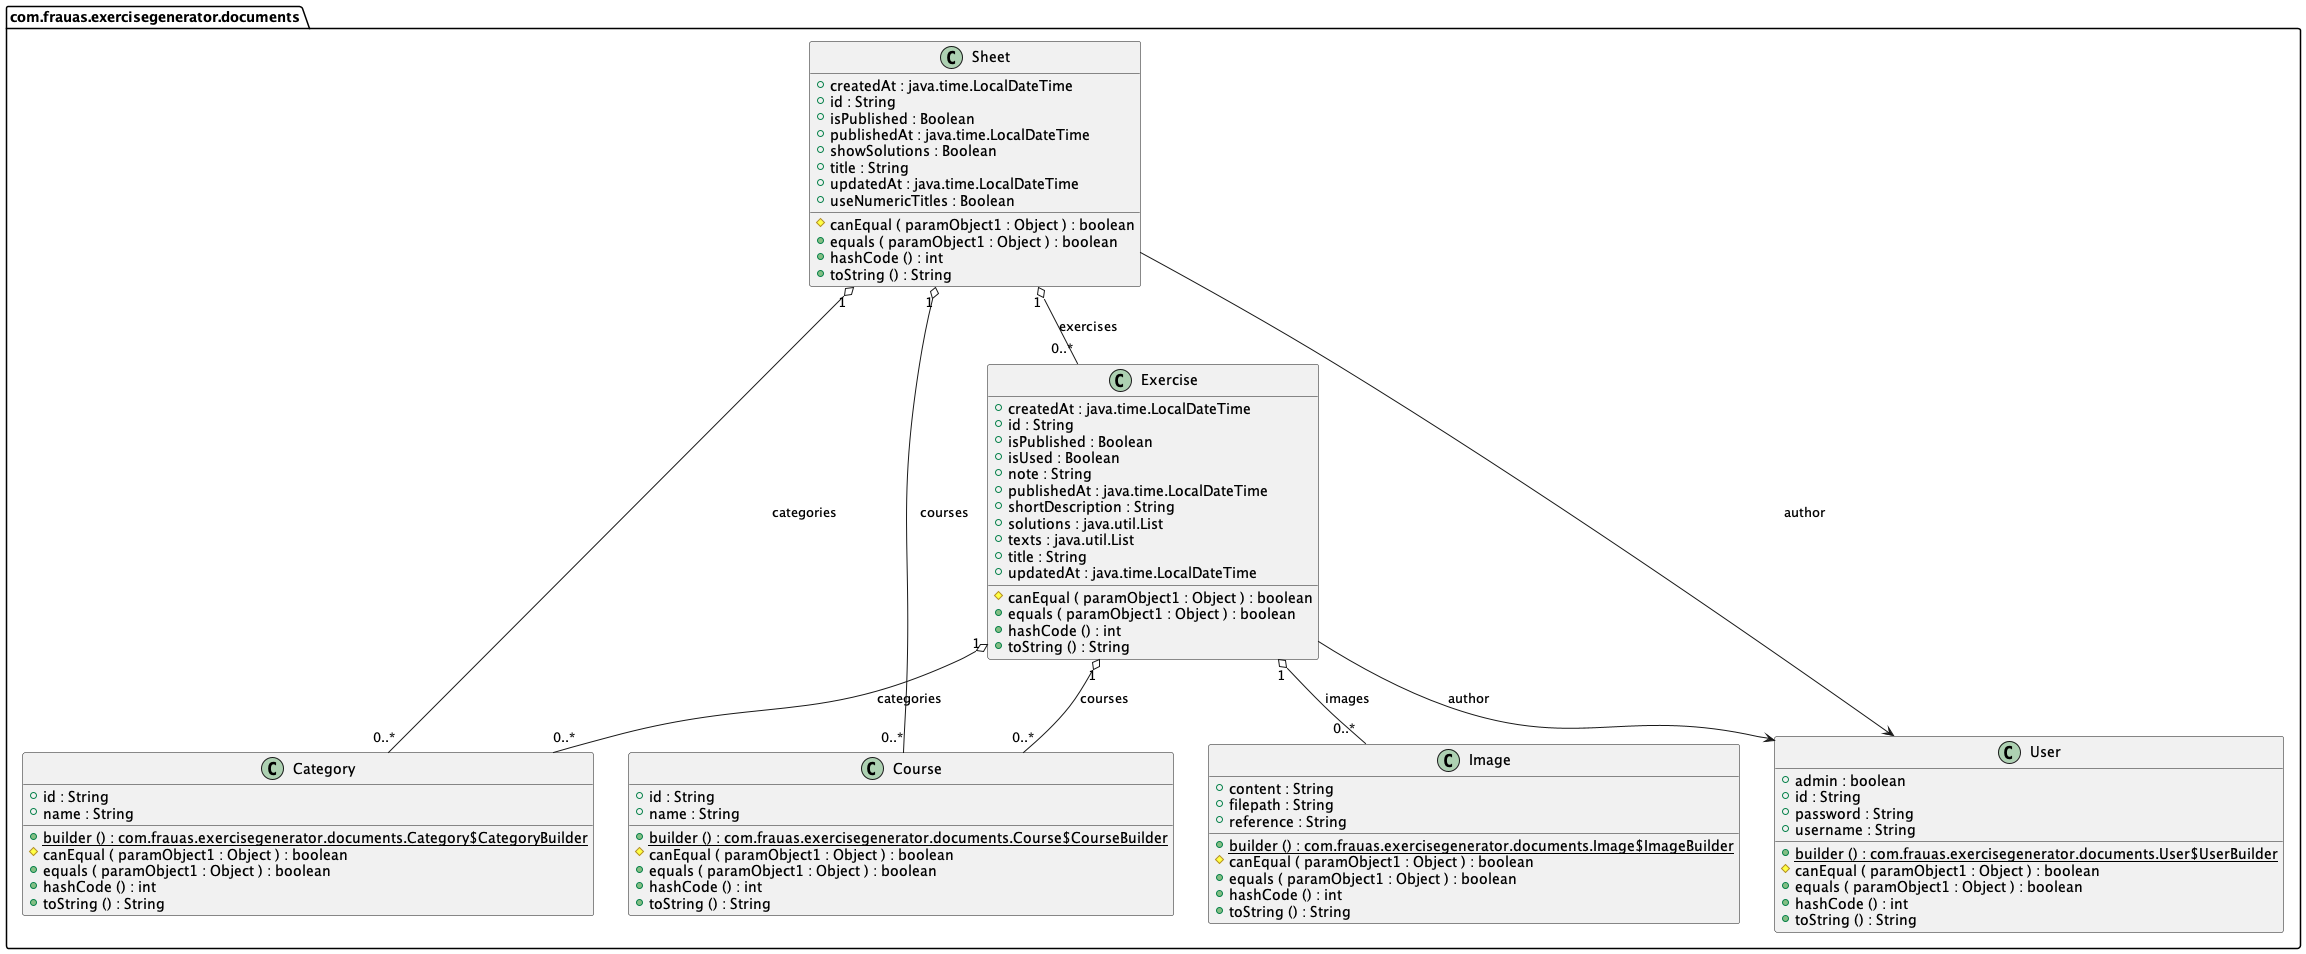 com.frauas.exercisegenerator.documents
Sheet
createdAt : java.time.LocalDateTime
id : String
isPublished : Boolean
publishedAt : java.time.LocalDateTime
showSolutions : Boolean
title : String
updatedAt : java.time.LocalDateTime
useNumericTitles : Boolean
canEqual ( paramObject1 : Object ) : boolean
equals ( paramObject1 : Object ) : boolean
hashCode () : int
toString () : String
1
1
1
exercises
0..*
Exercise
createdAt : java.time.LocalDateTime
id : String
isPublished : Boolean
isUsed : Boolean
note : String
publishedAt : java.time.LocalDateTime
shortDescription : String
solutions : java.util.List
texts : java.util.List
title : String
updatedAt : java.time.LocalDateTime
canEqual ( paramObject1 : Object ) : boolean
equals ( paramObject1 : Object ) : boolean
hashCode () : int
toString () : String
categories
courses
author
1
1
1
categories
courses
images
author
0..*
0..*
0..*
0..*
0..*
Category
id : String
name : String
builder () : com.frauas.exercisegenerator.documents.Category$CategoryBuilder
canEqual ( paramObject1 : Object ) : boolean
equals ( paramObject1 : Object ) : boolean
hashCode () : int
toString () : String
Course
id : String
name : String
builder () : com.frauas.exercisegenerator.documents.Course$CourseBuilder
canEqual ( paramObject1 : Object ) : boolean
equals ( paramObject1 : Object ) : boolean
hashCode () : int
toString () : String
Image
content : String
filepath : String
reference : String
builder () : com.frauas.exercisegenerator.documents.Image$ImageBuilder
canEqual ( paramObject1 : Object ) : boolean
equals ( paramObject1 : Object ) : boolean
hashCode () : int
toString () : String
User
admin : boolean
id : String
password : String
username : String
builder () : com.frauas.exercisegenerator.documents.User$UserBuilder
canEqual ( paramObject1 : Object ) : boolean
equals ( paramObject1 : Object ) : boolean
hashCode () : int
toString () : String